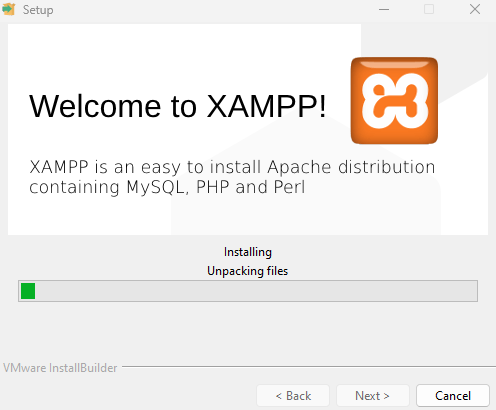 Setup
Welcome to XAMPP!
XAMPP is an easy to install Apache distribution
containing MySQL, PHP and Perl
Installing
Unpacking files
VMware InstallBuilder
< Back
Next >
Cancel